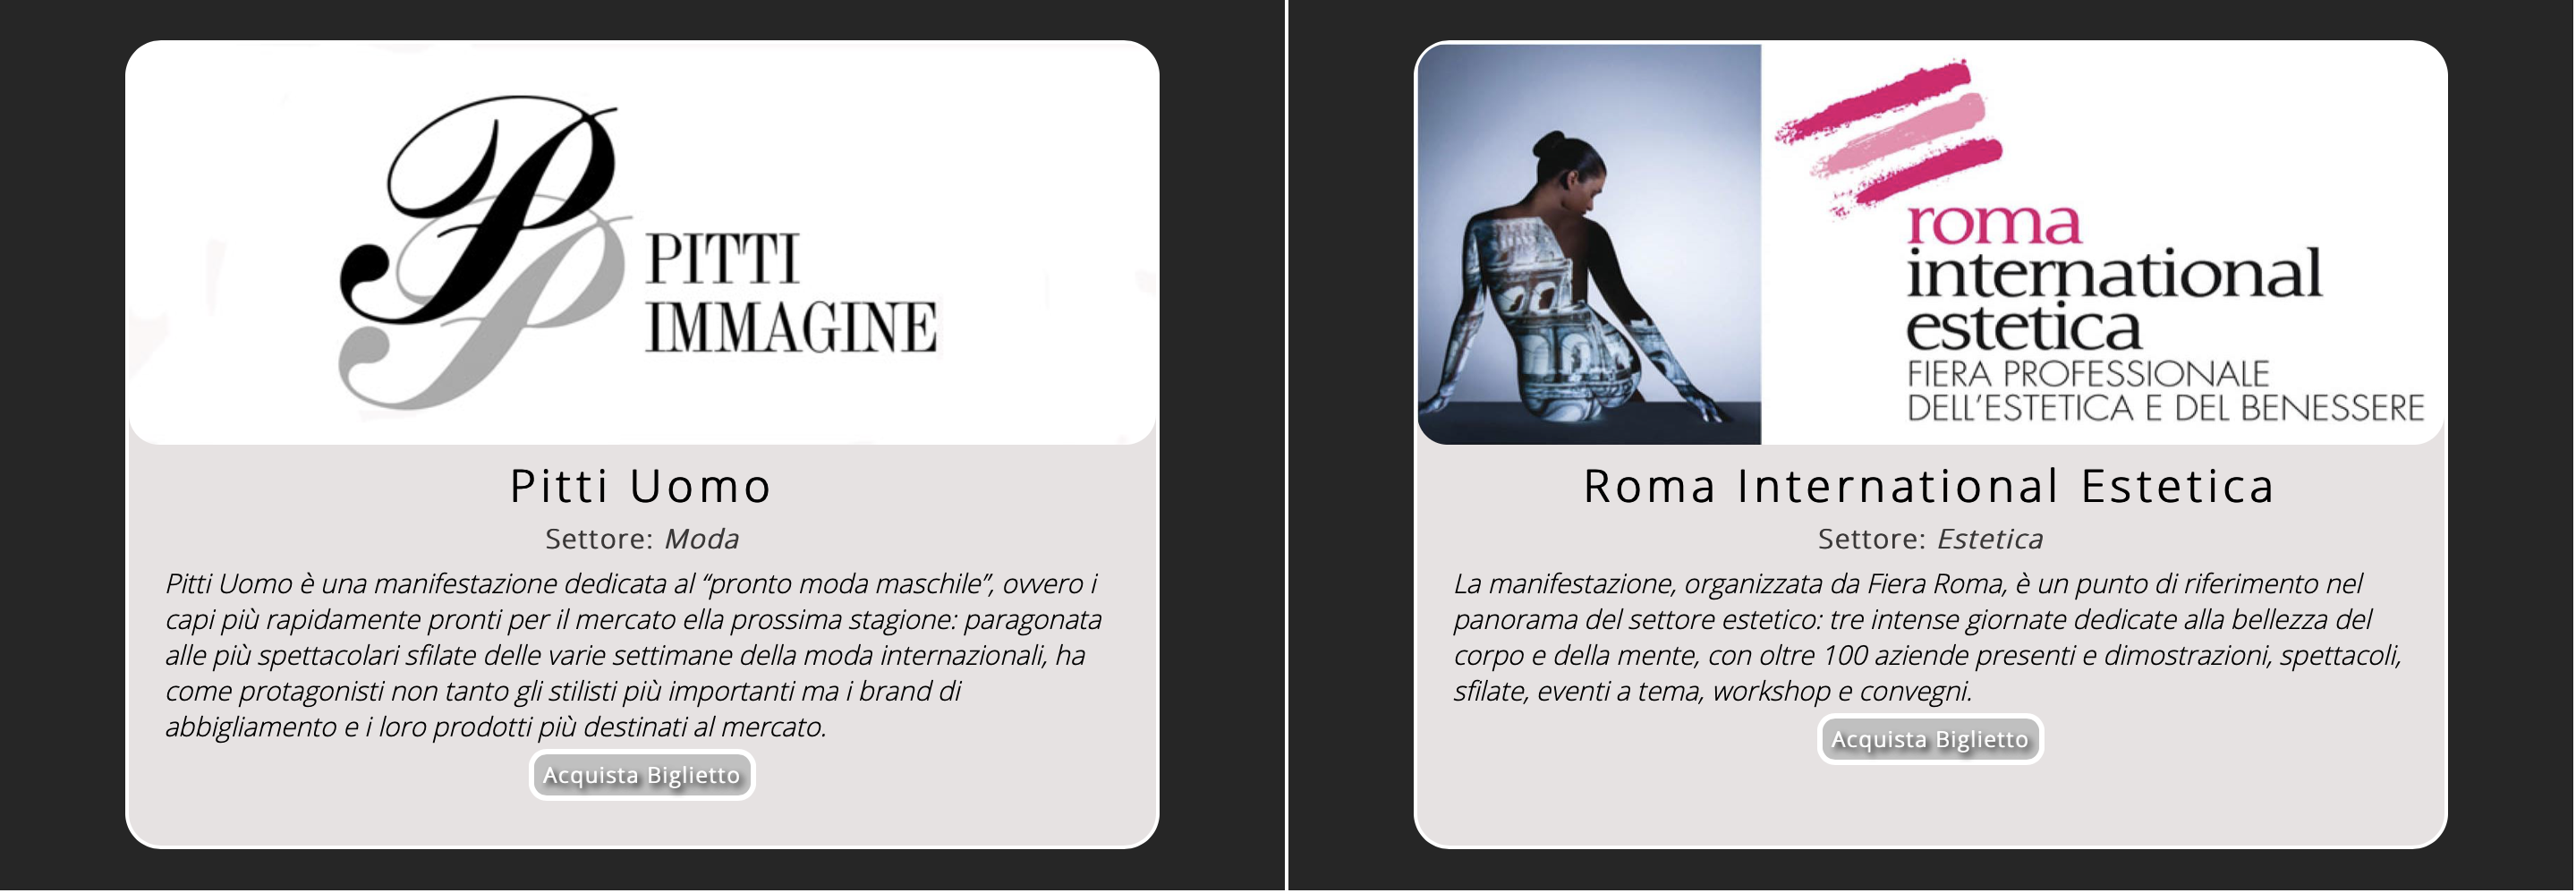 PITTI
IMMAGINE
Pitti Uomo
Settore: Moda
Pitti Uomo è una manifestazione dedicata al “pronto moda maschile”, ovvero i
capi più rapidamente pronti per il mercato ella prossima stagione: paragonata
alle più spettacolari sfilate delle varie settimane della moda internazionali, ha
come protagonisti non tanto gli stilisti più importanti ma i brand di
abbigliamento e i loro prodotti più destinati al mercato.
Acquista Biglietto
roma
international
estetica
FIERA PROFESSIONALE
DELL'ESTETICA E DEL BENESSERE
Roma International Estetica
Settore: Estetica
La manifestazione, organizzata da Fiera Roma, è un punto di riferimento nel
panorama del settore estetico: tre intense giornate dedicate alla bellezza del
corpo e della mente, con oltre 100 aziende presenti e dimostrazioni, spettacoli,
sfilate, eventi a tema, workshop e convegni.
Acquista Biglietto